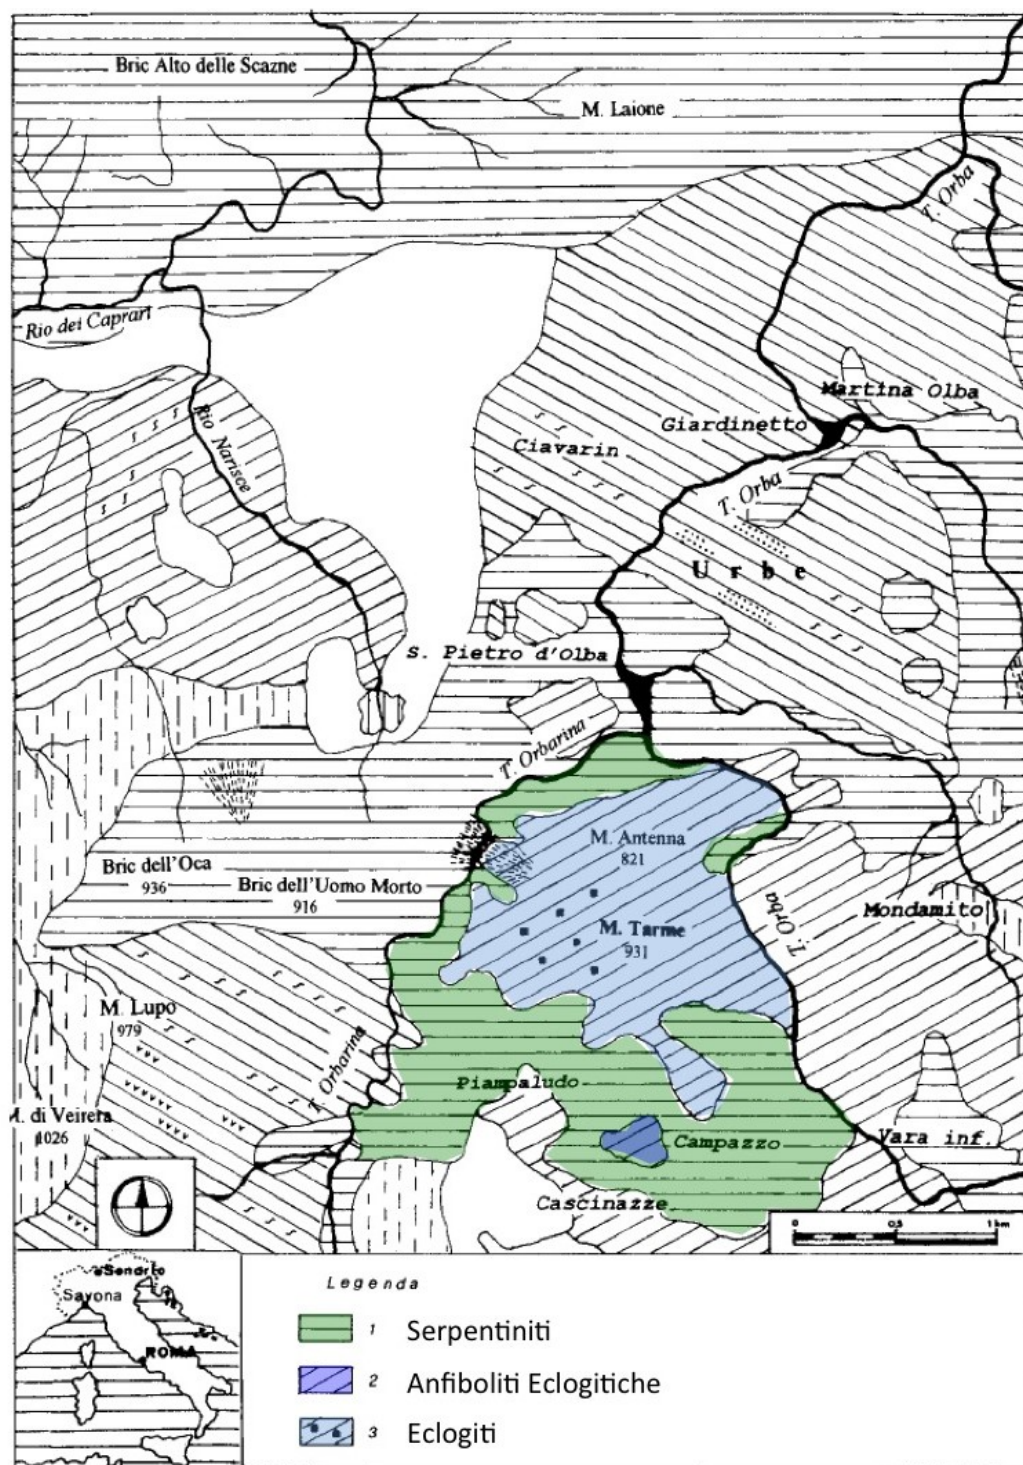 Bric Alto delle Scazne
M. Laione
T. Orba
Rio dei Caprari
Martina Olba
Rio Narisce
Giardinetto
Ciavarin
T. Orba
Urbe
S. Pietro d'Olba
T. Orbarina
M. Antenna
821
Bric dell'Oca
936
Bric dell'Uomo Morto
916
T. Orba
Mondamito
M. Tarme
931
M. Lupo
979
T. Orbarina
Piampaludo
M. di Veirera
1026
Campazzo
Vara inf.
Cascinazze
0 0,5 1 km
Savona
ROMA
Legenda
1 Serpentiniti
2 Anfiboliti Eclogitiche
3 Eclogiti